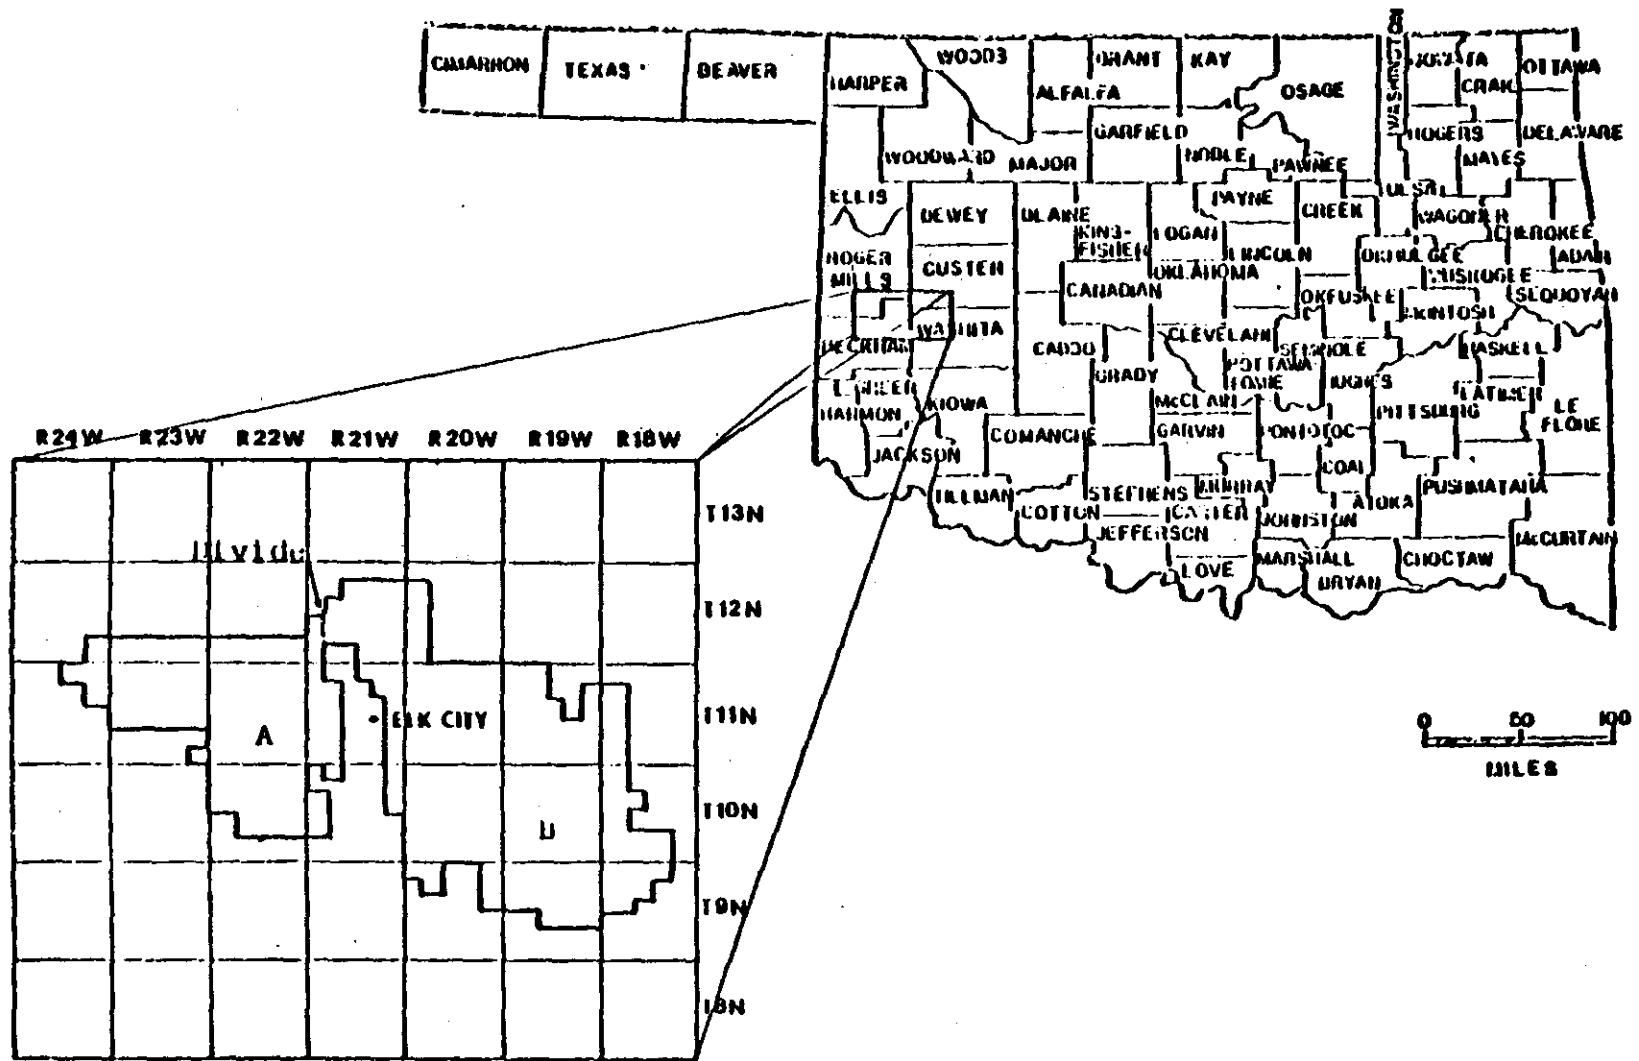 CIMARRON TEXAS BEAVER
HARPER WOODS GRANT KAY WASHINGTON OTTAWA
ALFALFA OSAGE CRAIG
GARFIELD ROGERS DELAWARE
WOODWARD MAJOR NOBLE PAWNEE MAYES
ELLIS DEWEY BLAINE PAYNE CREEK TULSA WAGONER
KING-
FISHER LOGAN LINCOLN CHEROKEE
ROGER
MILLS CUSTER OKLAHOMA OKMULGEE MUSKOGEE ADAIR
CANADIAN OKFUSKEE SEQUOYAH
WASHITA McINTOSH
BECKHAM CADDO CLEVELAND SEMINOLE HASKELL
GREER GRADY POTTAWA
TOMIE HUGHES LATIMER
HARMON KIOWA McCLAIN PITTSBURG LE
FLORE
JACKSON COMANCHE GARVIN PONTOTOC
COAL
TILLMAN STEPHENS MURRAY ATOKA PUSHMATAHA
COTTON CARTER JOHNSTON
JEFFERSON McCURTAIN
LOVE MARSHALL CHOCTAW
BRYAN
R24W R23W R22W R21W R20W R19W R18W
T13N
Divide
T12N
T11N
ELK CITY
A
T10N
T9N
T8N
0 50 100
MILES